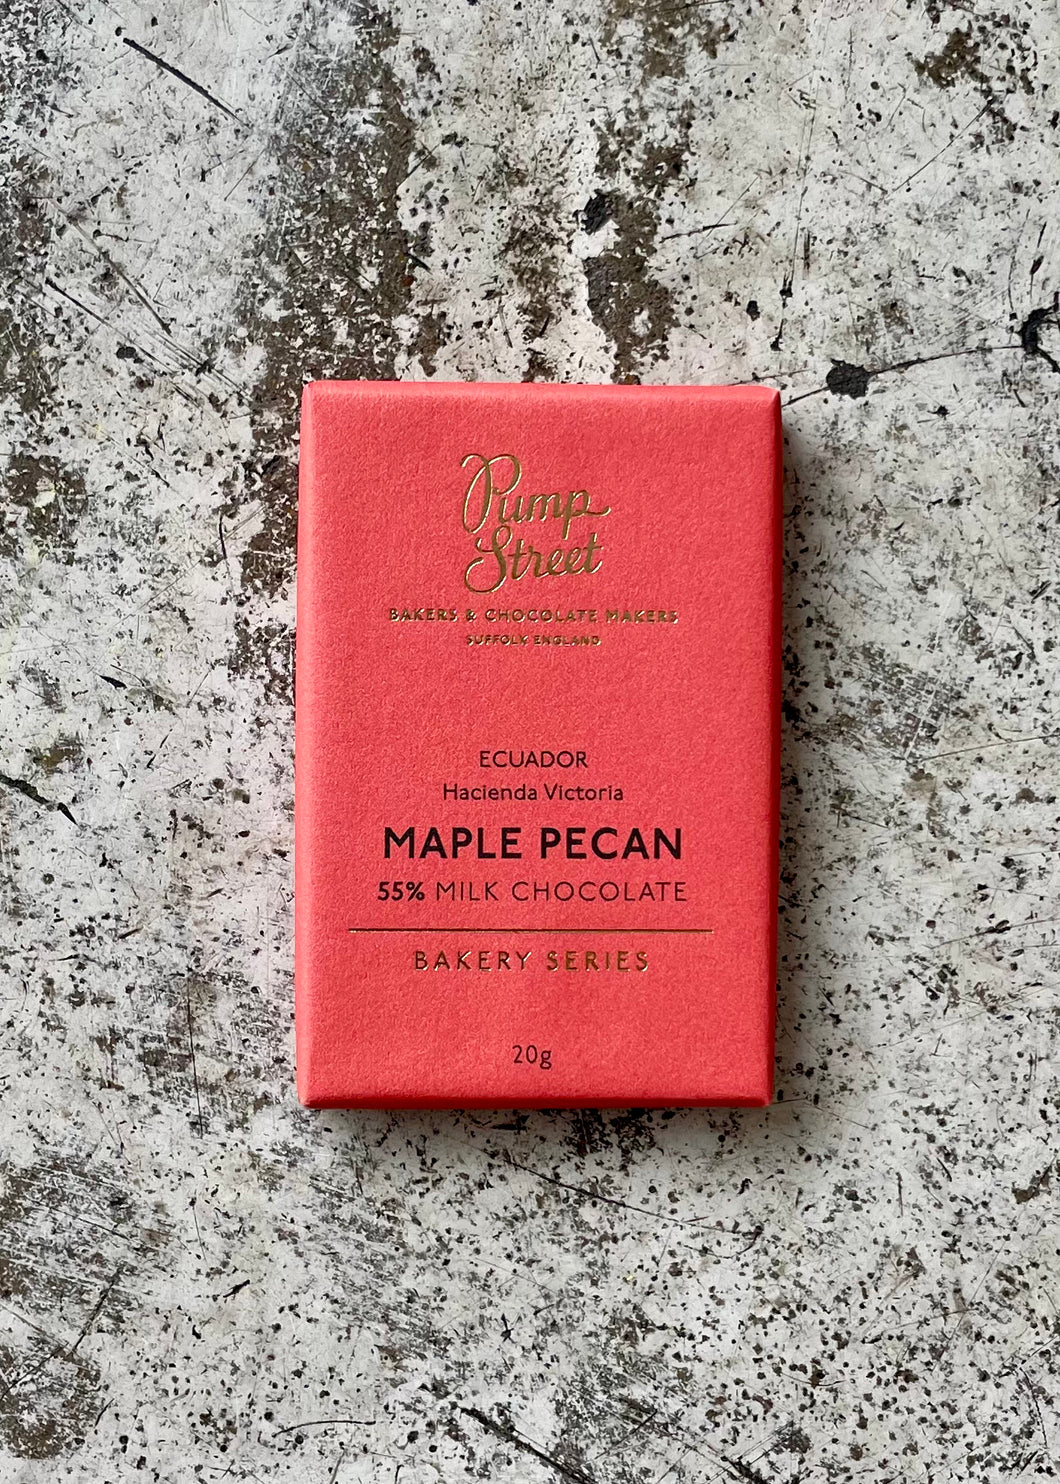 Pump
Street
BAKERS & CHOCOLATE MAKERS
SUFFOLK ENGLAND
ECUADOR
Hacienda Victoria
MAPLE PECAN
55% MILK CHOCOLATE
BAKERY SERIES
20g